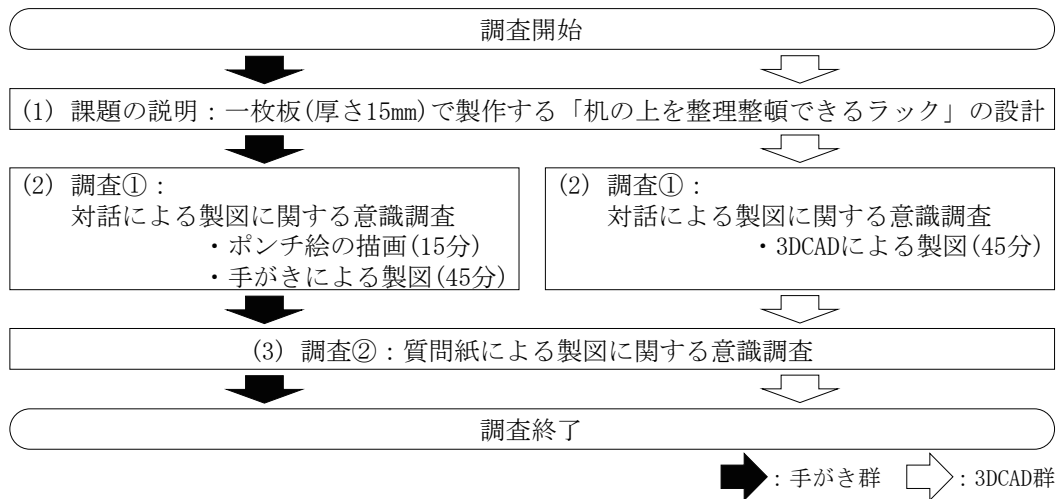 調査開始
(1) 課題の説明：一枚板(厚さ15mm)で製作する「机の上を整理整頓できるラック」の設計
(2) 調査①：
対話による製図に関する意識調査
・ポンチ絵の描画(15分)
・手がきによる製図(45分)
(2) 調査①：
対話による製図に関する意識調査
・3DCADによる製図(45分)
(3) 調査②：質問紙による製図に関する意識調査
調査終了
：手がき群 ：3DCAD群